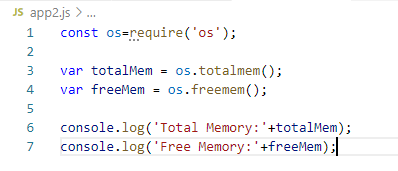 JS app2.js > ...
1 const os=require('os');
2
3 var totalMem = os.totalmem();
4 var freeMem = os.freemem();
5
6 console.log('Total Memory:'+totalMem);
7 console.log('Free Memory:'+freeMem);